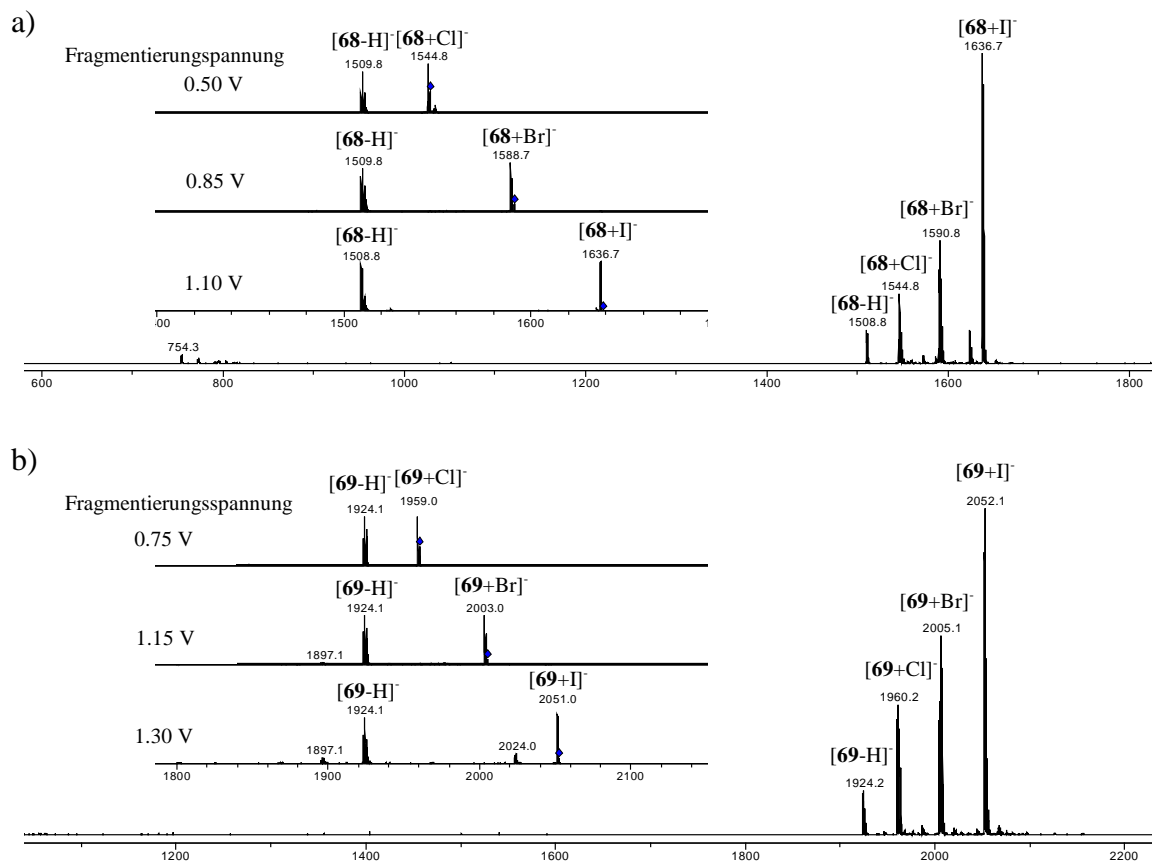 a)
[68+I]-
1636.7
[68-H]- [68+Cl]-
1509.8 1544.8
Fragmentierungspannung
0.50 V
[68-H]-
1509.8
[68+Br]-
1588.7
0.85 V
[68-H]-
1508.8
[68+I]-
1636.7
1.10 V
1500 1600
[68+Br]-
1590.8
[68+Cl]-
1544.8
[68-H]-
1508.8
754.3
600 800 1000 1200 1400 1600 1800
b)
[69+I]-
2052.1
[69-H]- [69+Cl]-
1924.1 1959.0
Fragmentierungsspannung
0.75 V
[69-H]-
1924.1
[69+Br]-
2003.0
1.15 V
1897.1
[69-H]-
1924.1
[69+I]-
2051.0
1.30 V
1897.1 2024.0
1800 1900 2000 2100
[69+Br]-
2005.1
[69+Cl]-
1960.2
[69-H]-
1924.2
1200 1400 1600 1800 2000 2200